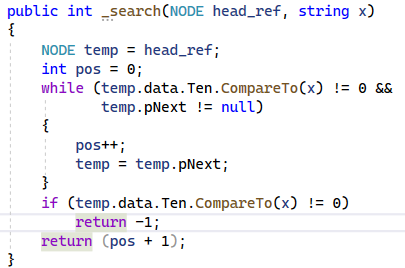 public int _search(NODE head_ref, string x)
{
    NODE temp = head_ref;
    int pos = 0;
    while (temp.data.Ten.CompareTo(x) != 0 &&
           temp.pNext != null)
    {
        pos++;
        temp = temp.pNext;
    }
    if (temp.data.Ten.CompareTo(x) != 0)
        return -1;
    return (pos + 1);
}